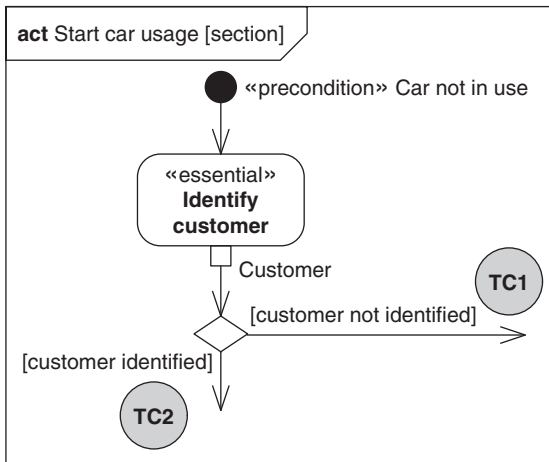 act Start car usage [section]
«precondition» Car not in use
«essential»
Identify
customer
Customer
TC1
[customer not identified]
[customer identified]
TC2